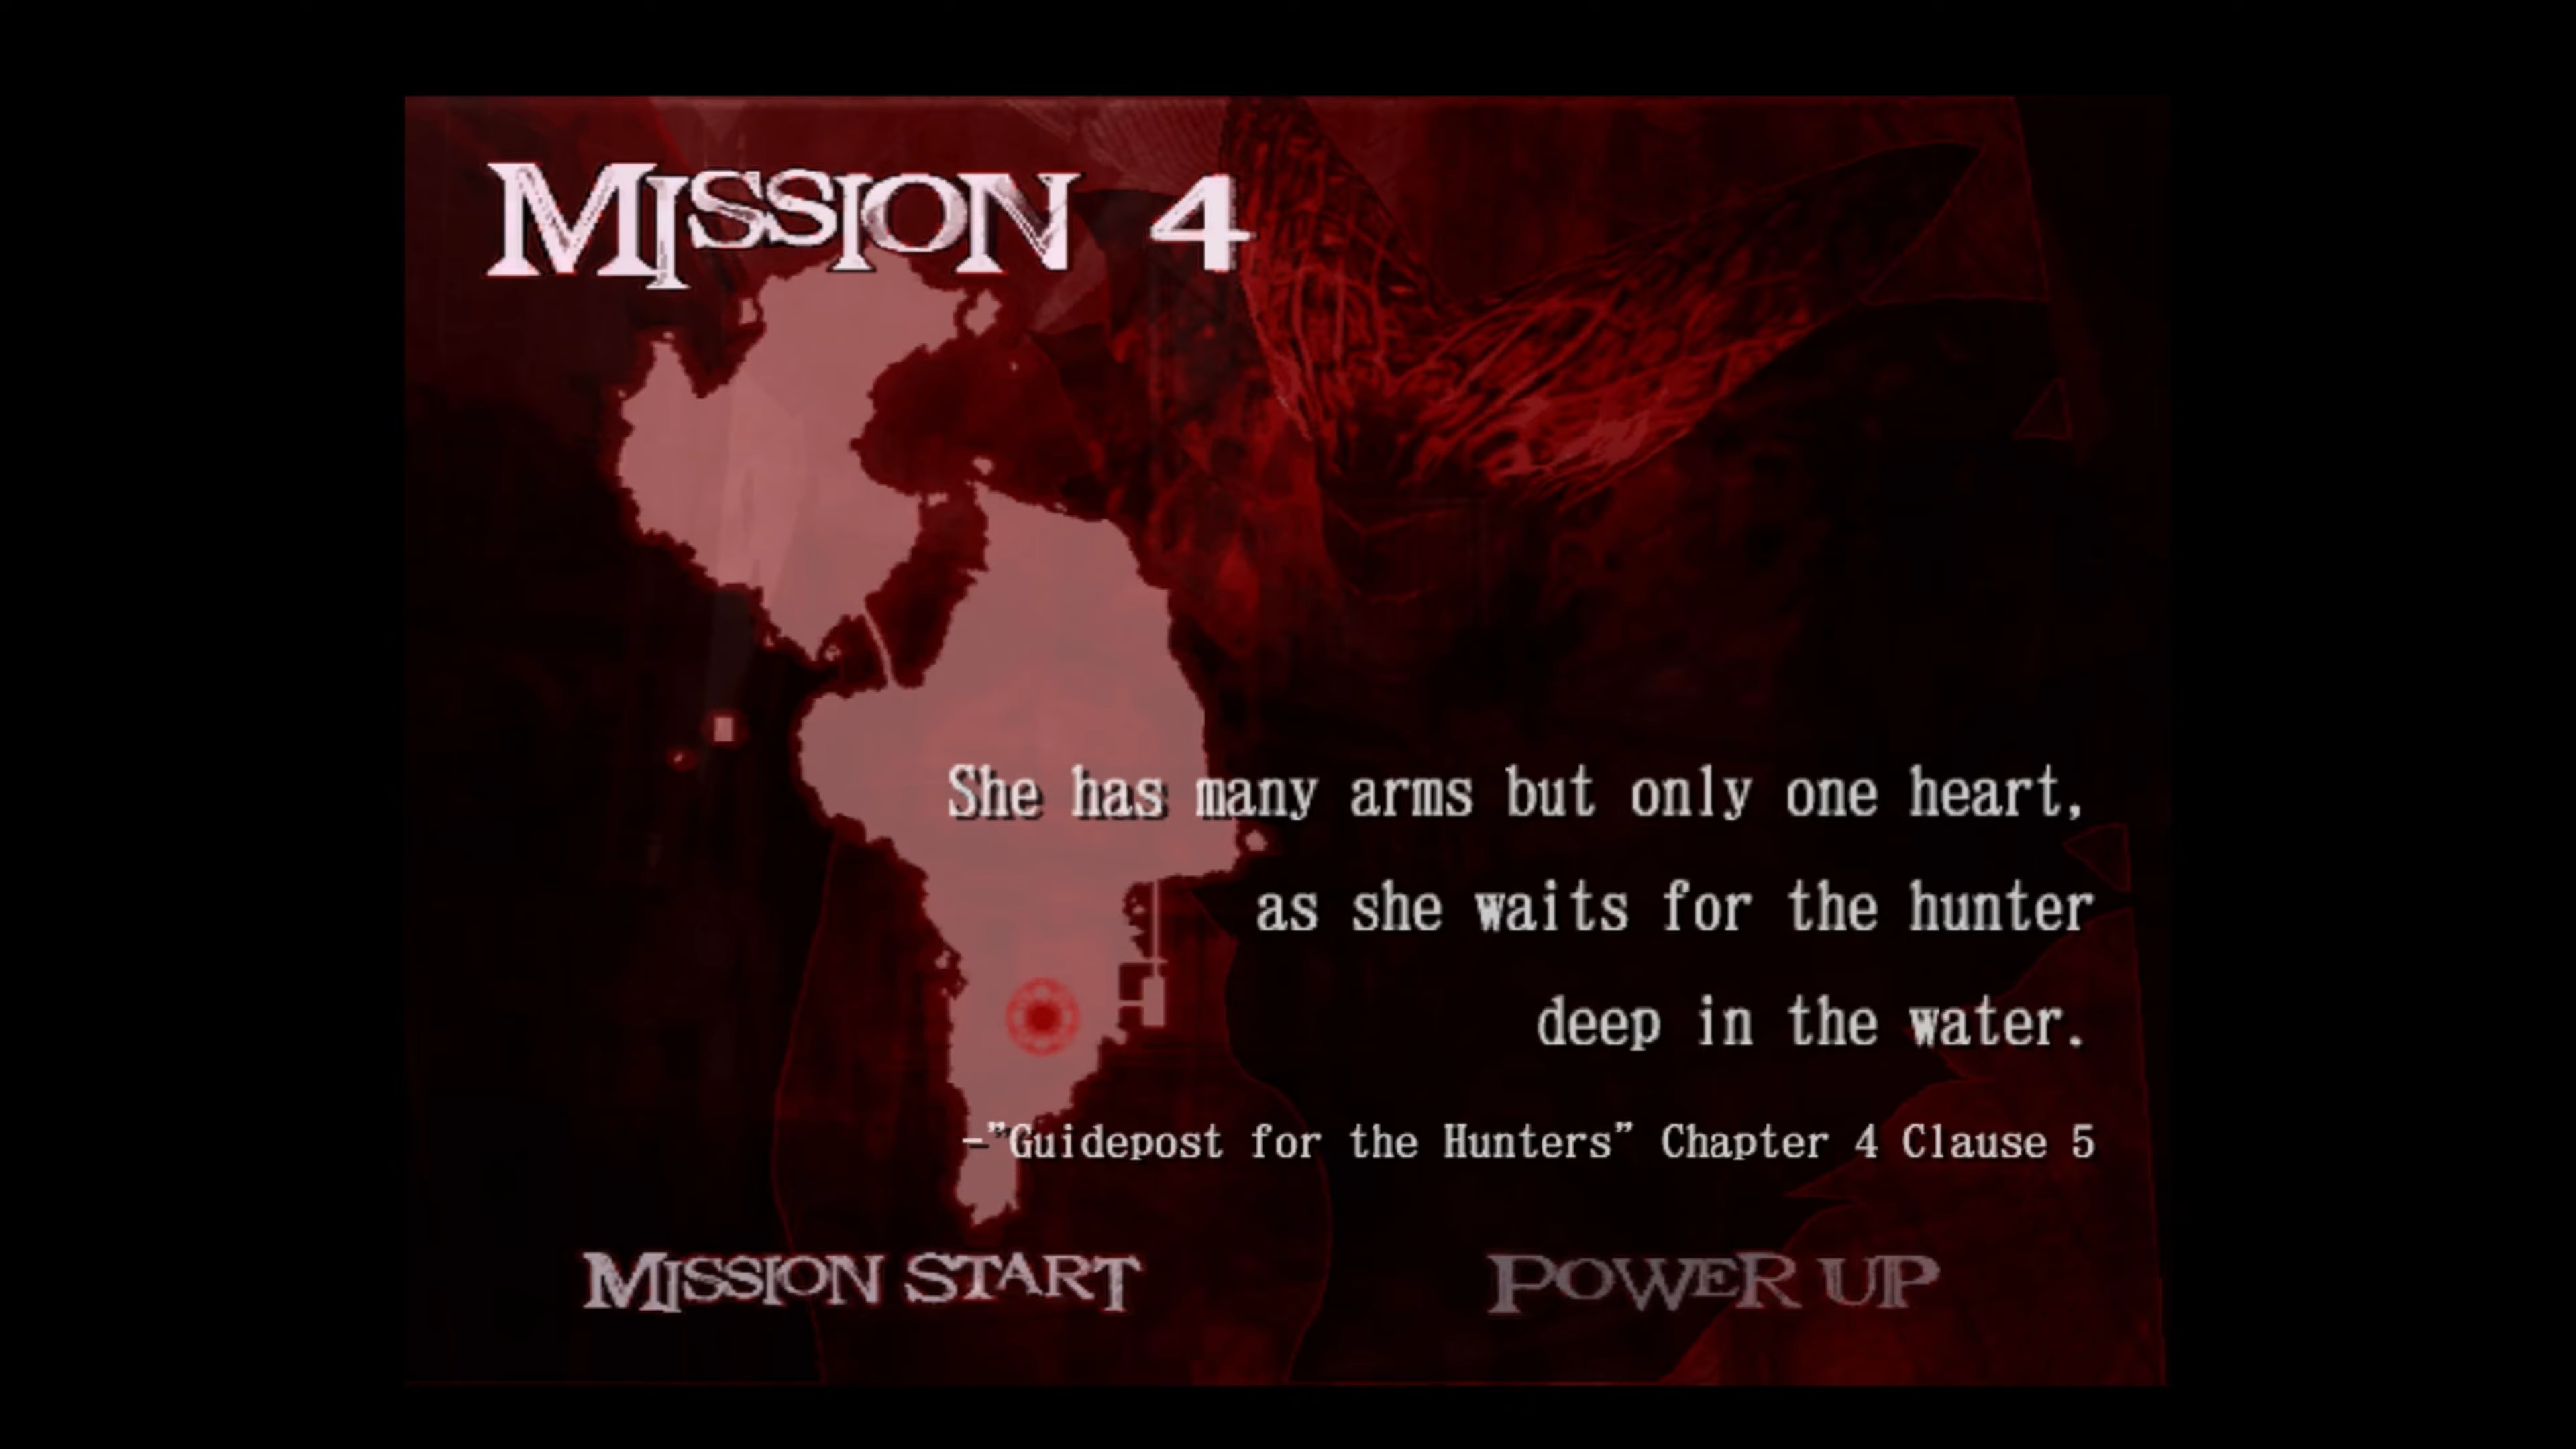 MISSION 4
She has many arms but only one heart,
as she waits for the hunter
deep in the water.
-"Guidepost for the Hunters" Chapter 4 Clause 5
MISSION START
POWER UP